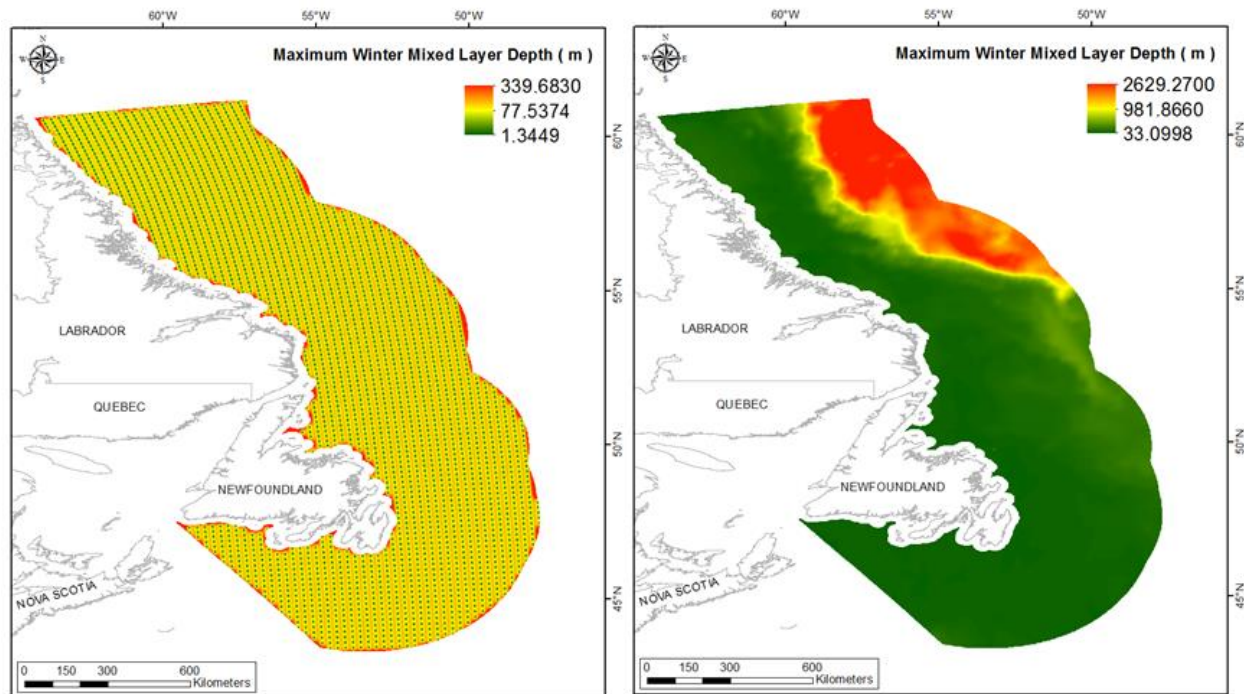 60°W 55°W 50°W
N
W E
S
Maximum Winter Mixed Layer Depth ( m )
339.6830
77.5374
1.3449
60°N
55°N
50°N
45°N
LABRADOR
QUEBEC
NEWFOUNDLAND
NOVA SCOTIA
0 150 300 600
Kilometers
60°W 55°W 50°W
N
W E
S
Maximum Winter Mixed Layer Depth ( m )
2629.2700
981.8660
33.0998
60°N
55°N
50°N
45°N
LABRADOR
QUEBEC
NEWFOUNDLAND
NOVA SCOTIA
0 150 300 600
Kilometers